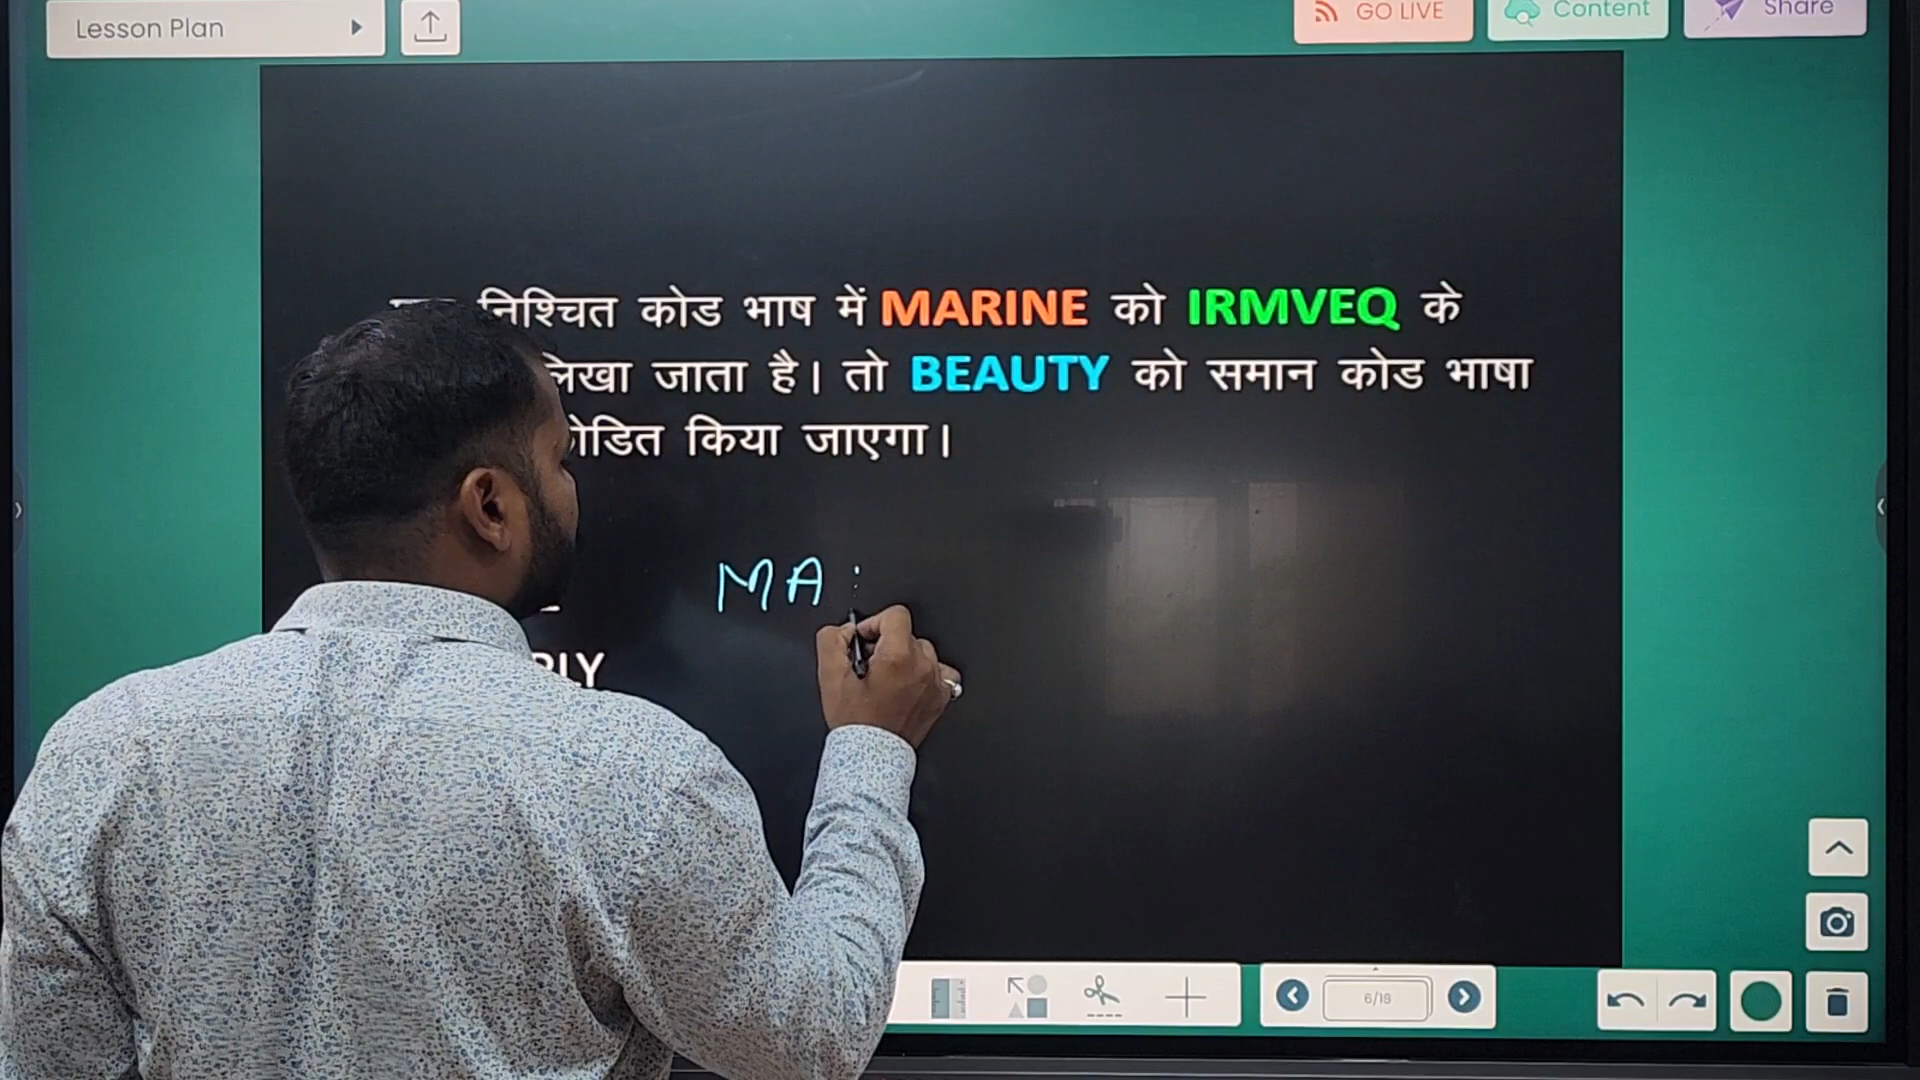 Lesson Plan
GO LIVE
Content
Share
निश्चित कोड भाष में MARINE को IRMVEQ के
लिखा जाता है। तो BEAUTY को समान कोड भाषा
किया जाएगा।
MA
6/18